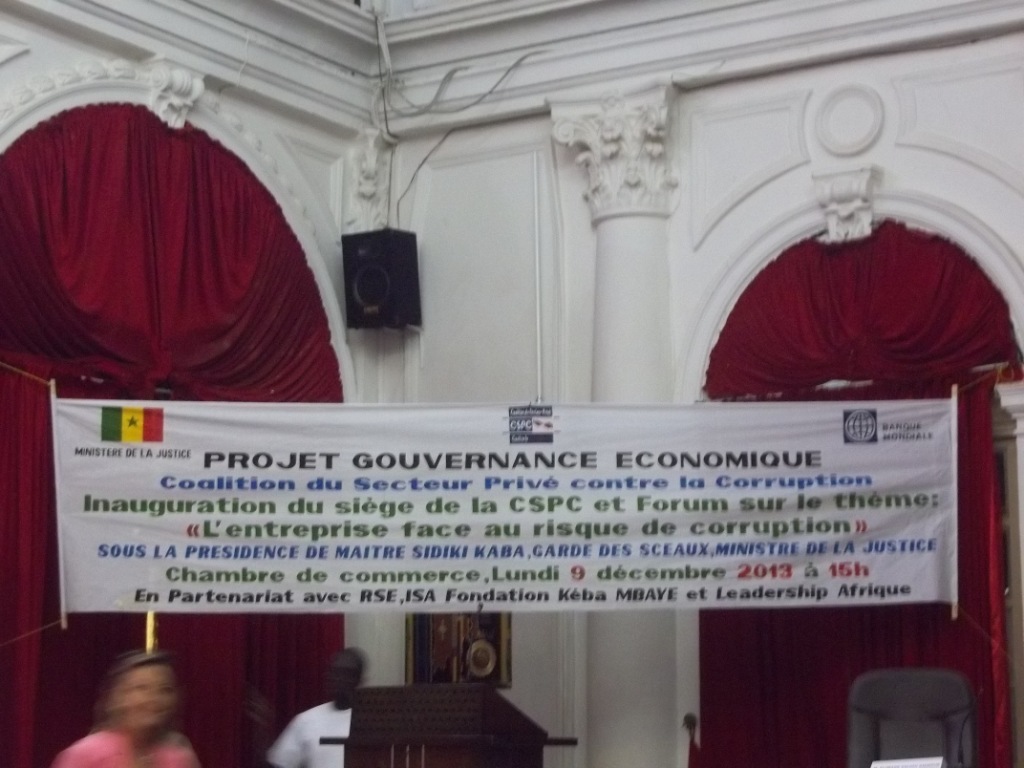 MINISTERE DE LA JUSTICE
CSPC
BANQUE
MONDIALE
PROJET GOUVERNANCE ECONOMIQUE
Coalition du Secteur Privé contre la Corruption
Inauguration du siège de la CSPC et Forum sur le thème:
«L'entreprise face au risque de corruption»
SOUS LA PRESIDENCE DE MAITRE SIDIKI KABA,GARDE DES SCEAUX,MINISTRE DE LA JUSTICE
Chambre de commerce,Lundi 9 décembre 2013 à 15h
En Partenariat avec RSE,ISA Fondation Kéba MBAYE et Leadership Afrique